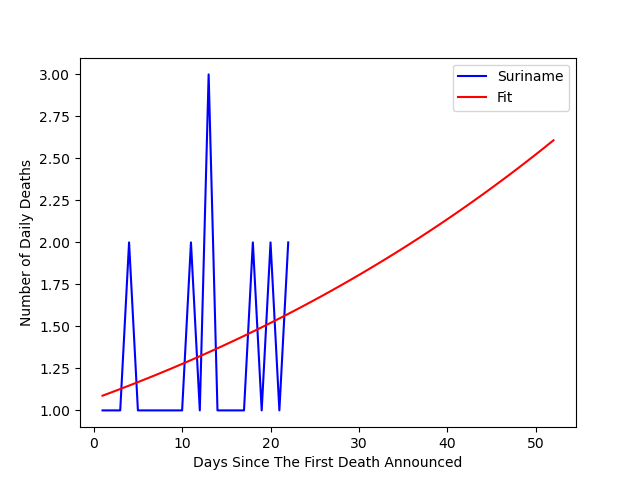 Suriname
Fit
3.00
2.75
2.50
2.25
2.00
1.75
1.50
1.25
1.00
Number of Daily Deaths
0 10 20 30 40 50
Days Since The First Death Announced